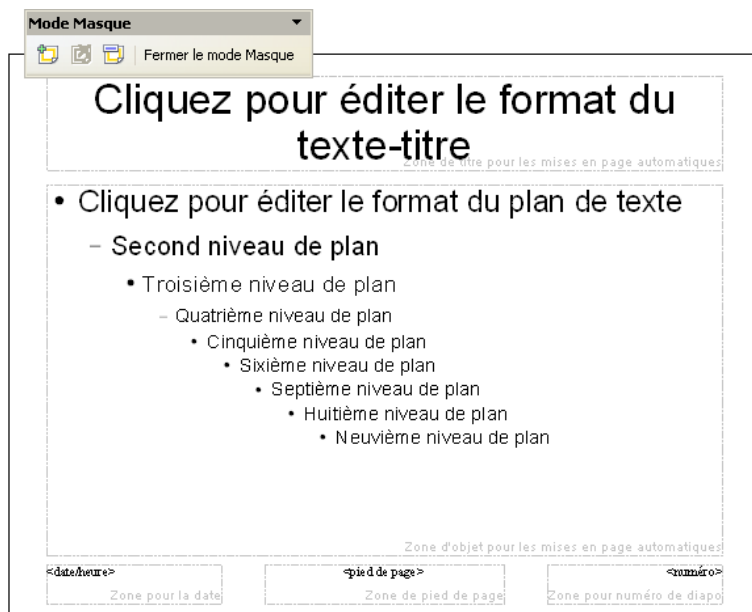 Mode Masque
Fermer le mode Masque
Cliquez pour éditer le format du
texte-titre
Zone de titre pour les mises en page automatiques
• Cliquez pour éditer le format du plan de texte
– Second niveau de plan
• Troisième niveau de plan
– Quatrième niveau de plan
• Cinquième niveau de plan
• Sixième niveau de plan
• Septième niveau de plan
• Huitième niveau de plan
• Neuvième niveau de plan
Zone d'objet pour les mises en page automatiques
<date/heure>
Zone pour la date
<pied de page>
Zone de pied de page
<numéro>
Zone pour numéro de diapo